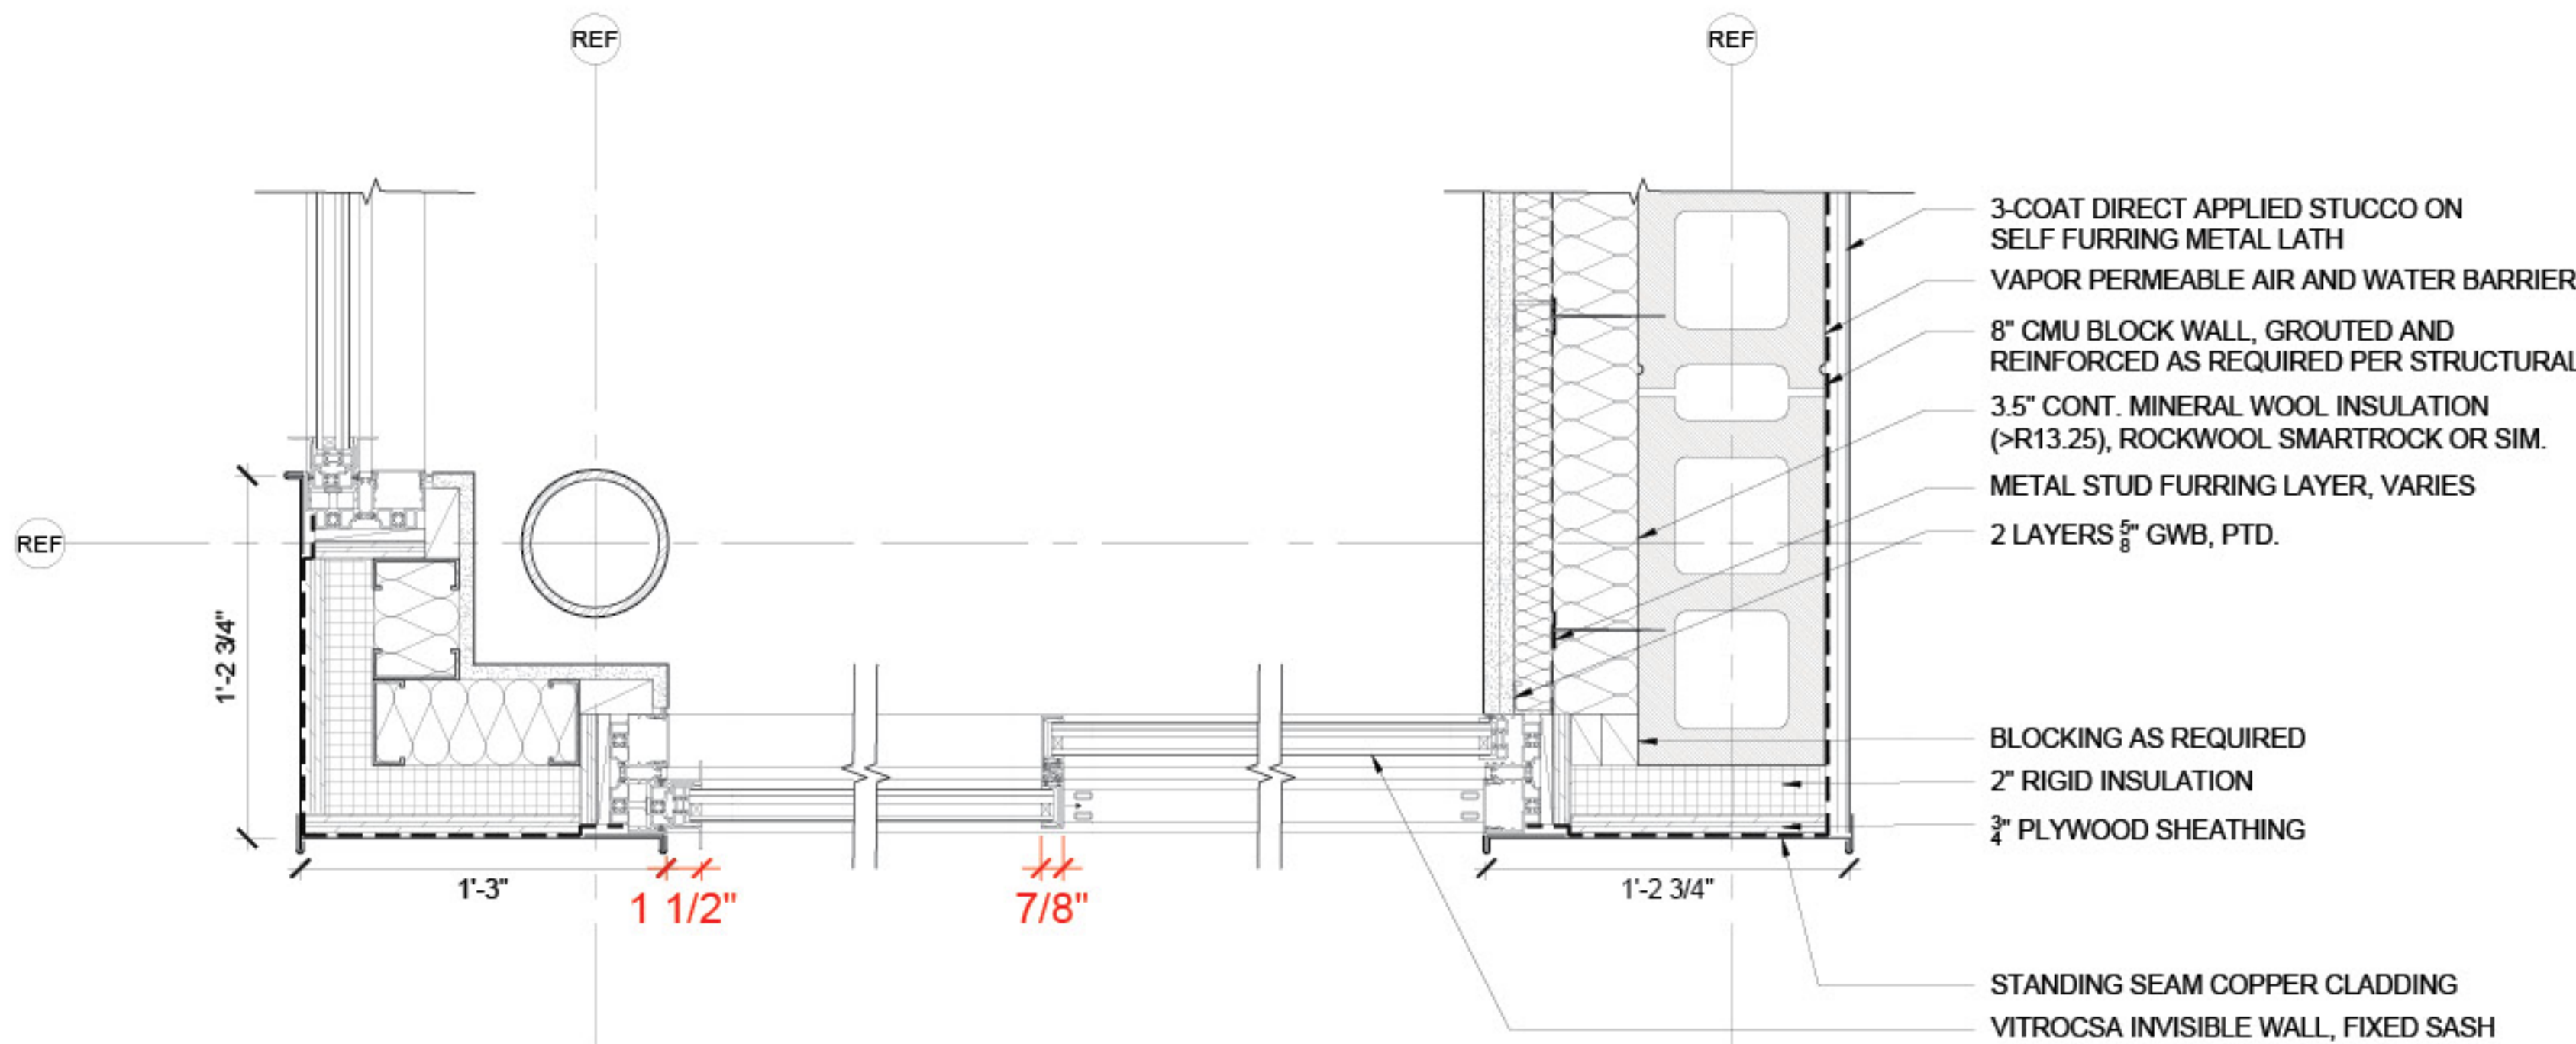 REF
REF
3-COAT DIRECT APPLIED STUCCO ON
SELF FURRING METAL LATH
VAPOR PERMEABLE AIR AND WATER BARRIER
8" CMU BLOCK WALL, GROUTED AND
REINFORCED AS REQUIRED PER STRUCTURAL
3.5" CONT. MINERAL WOOL INSULATION
(>R13.25), ROCKWOOL SMARTROCK OR SIM.
METAL STUD FURRING LAYER, VARIES
2 LAYERS 5/8" GWB, PTD.
REF
1'-2 3/4"
BLOCKING AS REQUIRED
2" RIGID INSULATION
3/4" PLYWOOD SHEATHING
1'-3"
1 1/2"
7/8"
1'-2 3/4"
STANDING SEAM COPPER CLADDING
VITROCSA INVISIBLE WALL, FIXED SASH